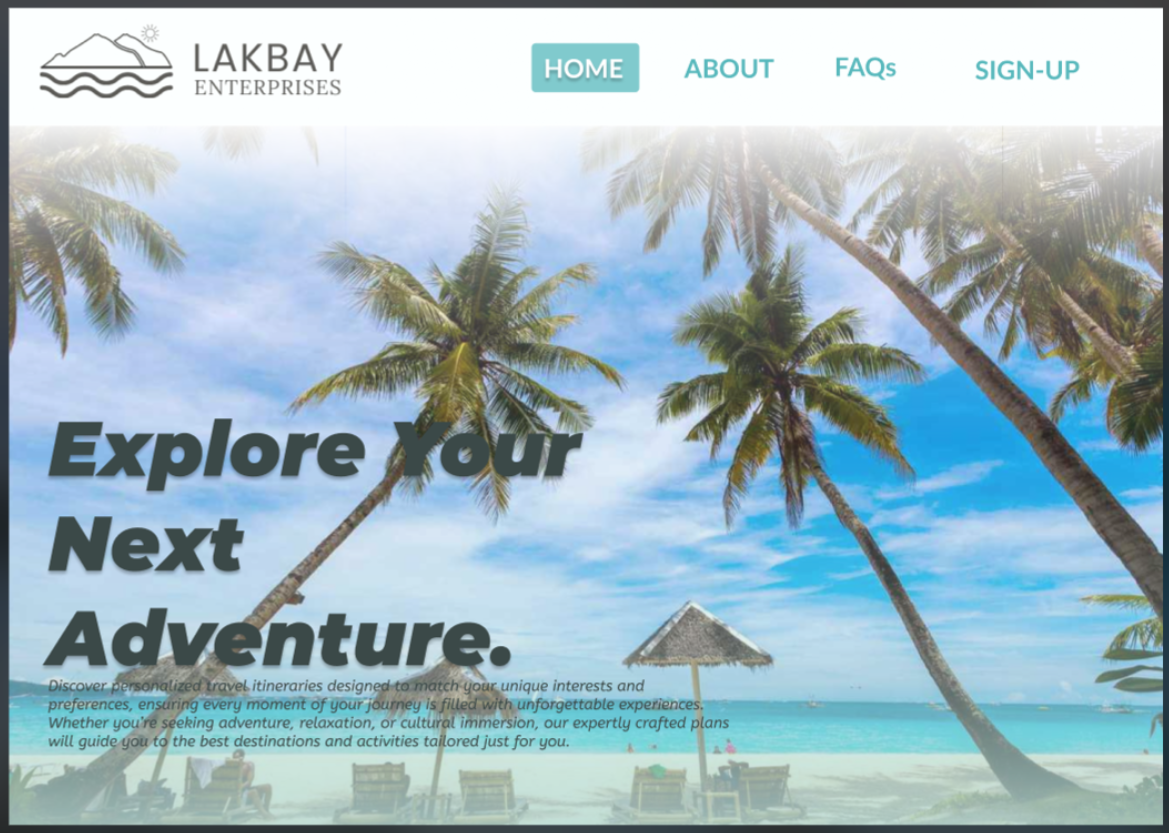 LAKBAY
ENTERPRISES
HOME
ABOUT
FAQs
SIGN-UP
Explore Your
Next
Adventure.
Discover personalized travel itineraries designed to match your unique interests and
preferences, ensuring every moment of your journey is filled with unforgettable experiences.
Whether you're seeking adventure, relaxation, or cultural immersion, our expertly crafted plans
will guide you to the best destinations and activities tailored just for you.